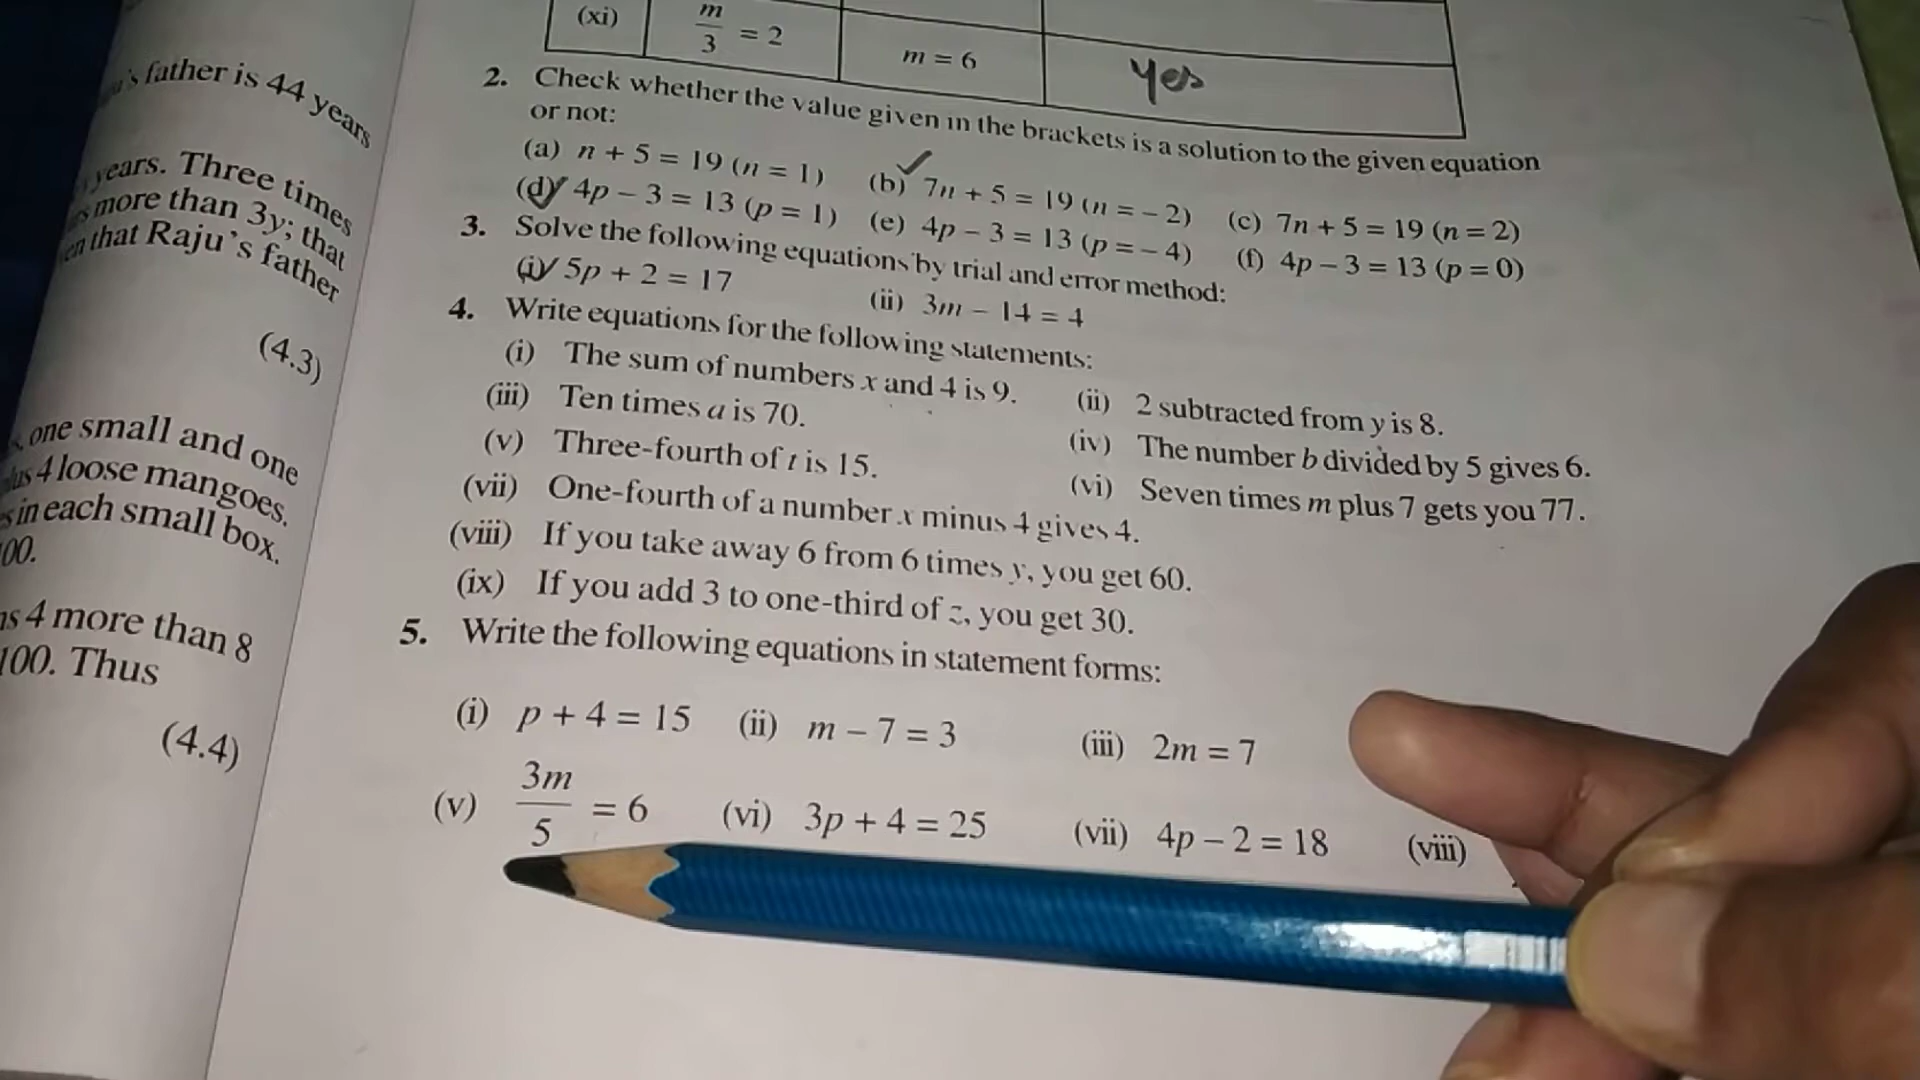 's father is 44 years
years. Three times
more than 3y; that
that Raju's father
(4.3)
one small and one
4 loose mangoes.
in each small box.
00.
4 more than 8
100. Thus
(4.4)
(xi) m/3 = 2 m = 6 Yes
2. Check whether the value given in the brackets is a solution to the given equation
or not:
(a) n + 5 = 19 (n = 1) (b) 7n + 5 = 19 (n = – 2) (c) 7n + 5 = 19 (n = 2)
(d) 4p – 3 = 13 (p = 1) (e) 4p – 3 = 13 (p = – 4) (f) 4p – 3 = 13 (p = 0)
3. Solve the following equations by trial and error method:
(i) 5p + 2 = 17 (ii) 3m – 14 = 4
4. Write equations for the following statements:
(i) The sum of numbers x and 4 is 9. (ii) 2 subtracted from y is 8.
(iii) Ten times a is 70. (iv) The number b divided by 5 gives 6.
(v) Three-fourth of t is 15. (vi) Seven times m plus 7 gets you 77.
(vii) One-fourth of a number x minus 4 gives 4.
(viii) If you take away 6 from 6 times y, you get 60.
(ix) If you add 3 to one-third of z, you get 30.
5. Write the following equations in statement forms:
(i) p + 4 = 15 (ii) m – 7 = 3 (iii) 2m = 7
(v) 3m/5 = 6 (vi) 3p + 4 = 25 (vii) 4p – 2 = 18 (viii)